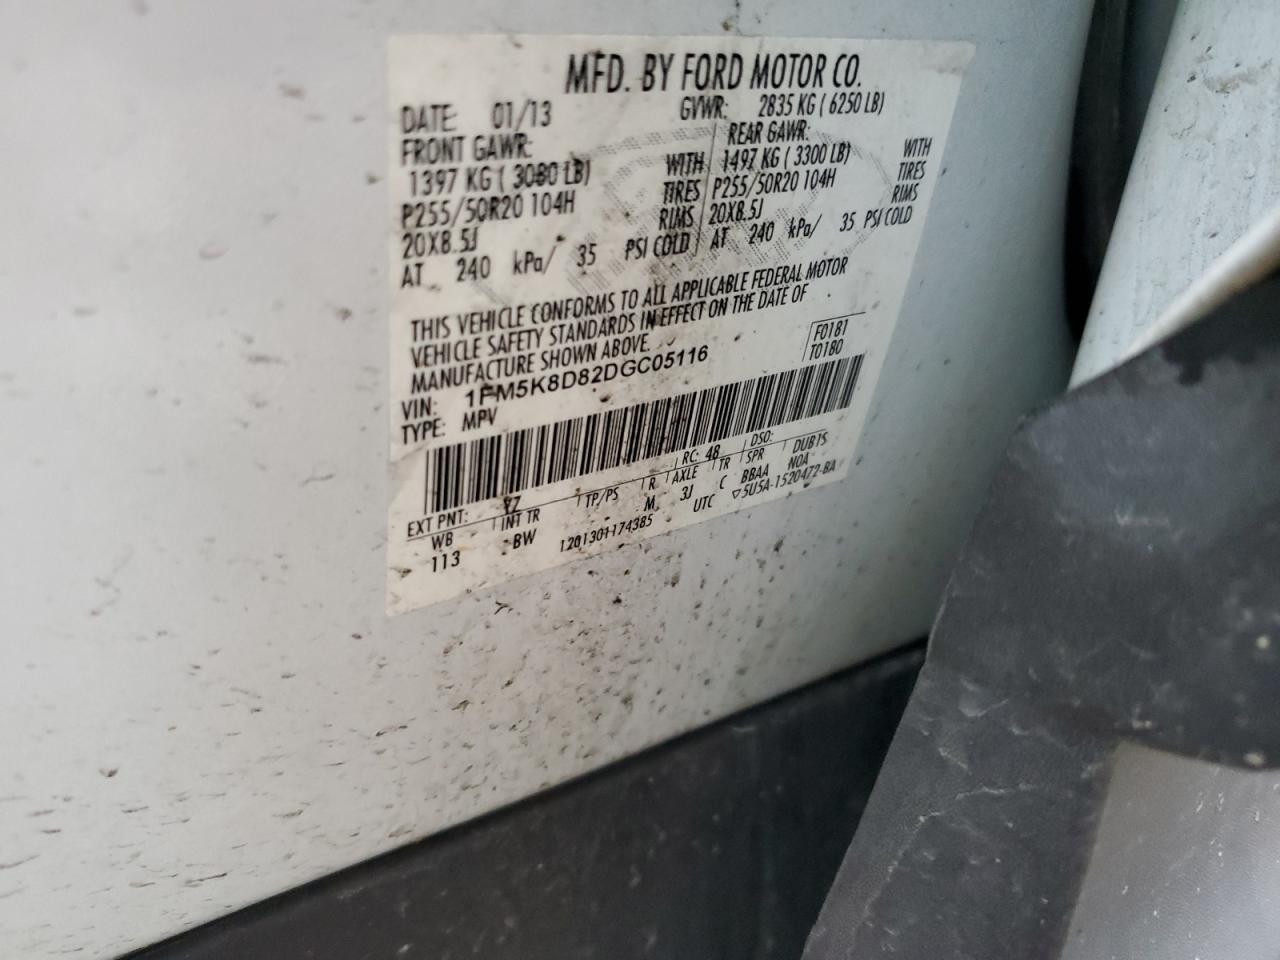 MFD. BY FORD MOTOR CO.
DATE: 01/13 GVWR: 2835 KG ( 6250 LB)
FRONT GAWR: REAR GAWR:
1397 KG ( 3080 LB) WITH 1497 KG ( 3300 LB) WITH
P255/50R20 104H TIRES P255/50R20 104H TIRES
20X8.5J RIMS 20X8.5J RIMS
AT 240 kPa/ 35 PSI COLD AT 240 kPa/ 35 PSI COLD
THIS VEHICLE CONFORMS TO ALL APPLICABLE FEDERAL MOTOR
VEHICLE SAFETY STANDARDS IN EFFECT ON THE DATE OF
MANUFACTURE SHOWN ABOVE.
VIN: 1FM5K8D82DGC05116 F0181
TYPE: MPV T0180
EXT PNT: YZ RC: 48 DSO:
WB INT TR TP/PS R AXLE TR SPR DUB15
113 BW M 3J C BBAA NOA
1201301174385 UTC ▽5U5A-1520472-BA